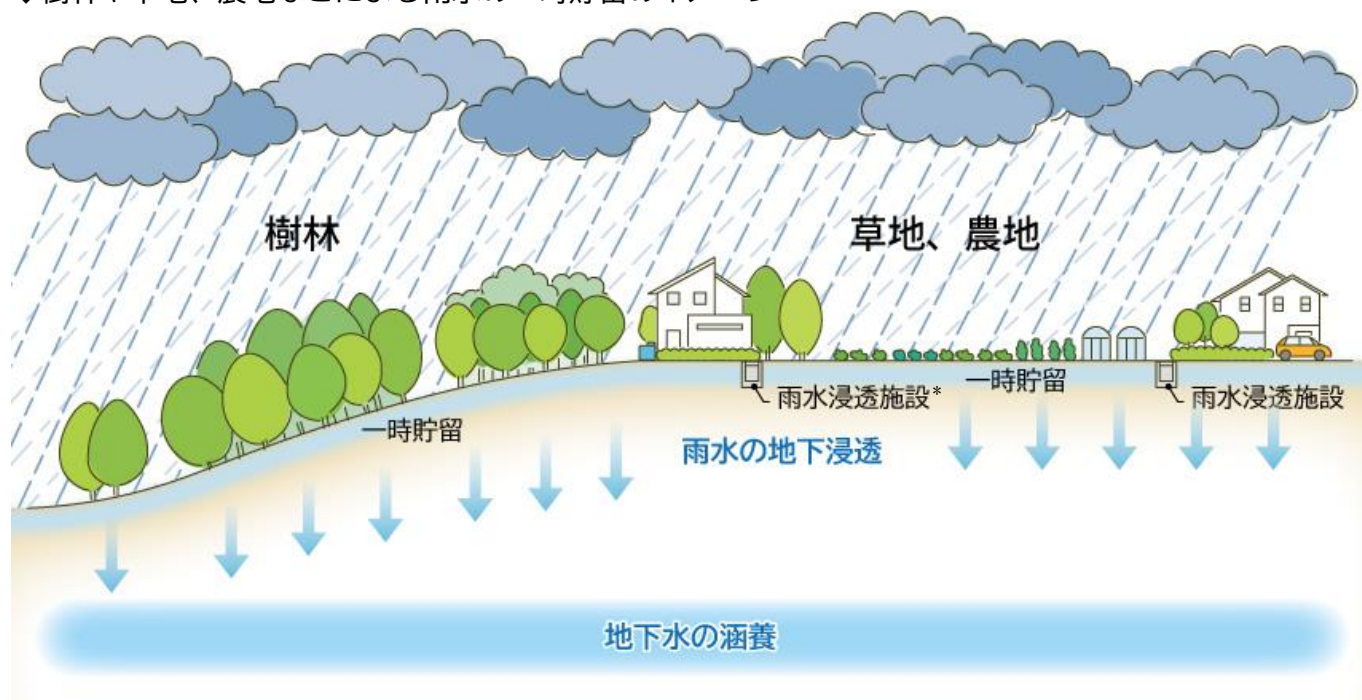 樹林
草地、農地
一時貯留
雨水浸透施設*
一時貯留
雨水浸透施設
雨水の地下浸透
地下水の涵養